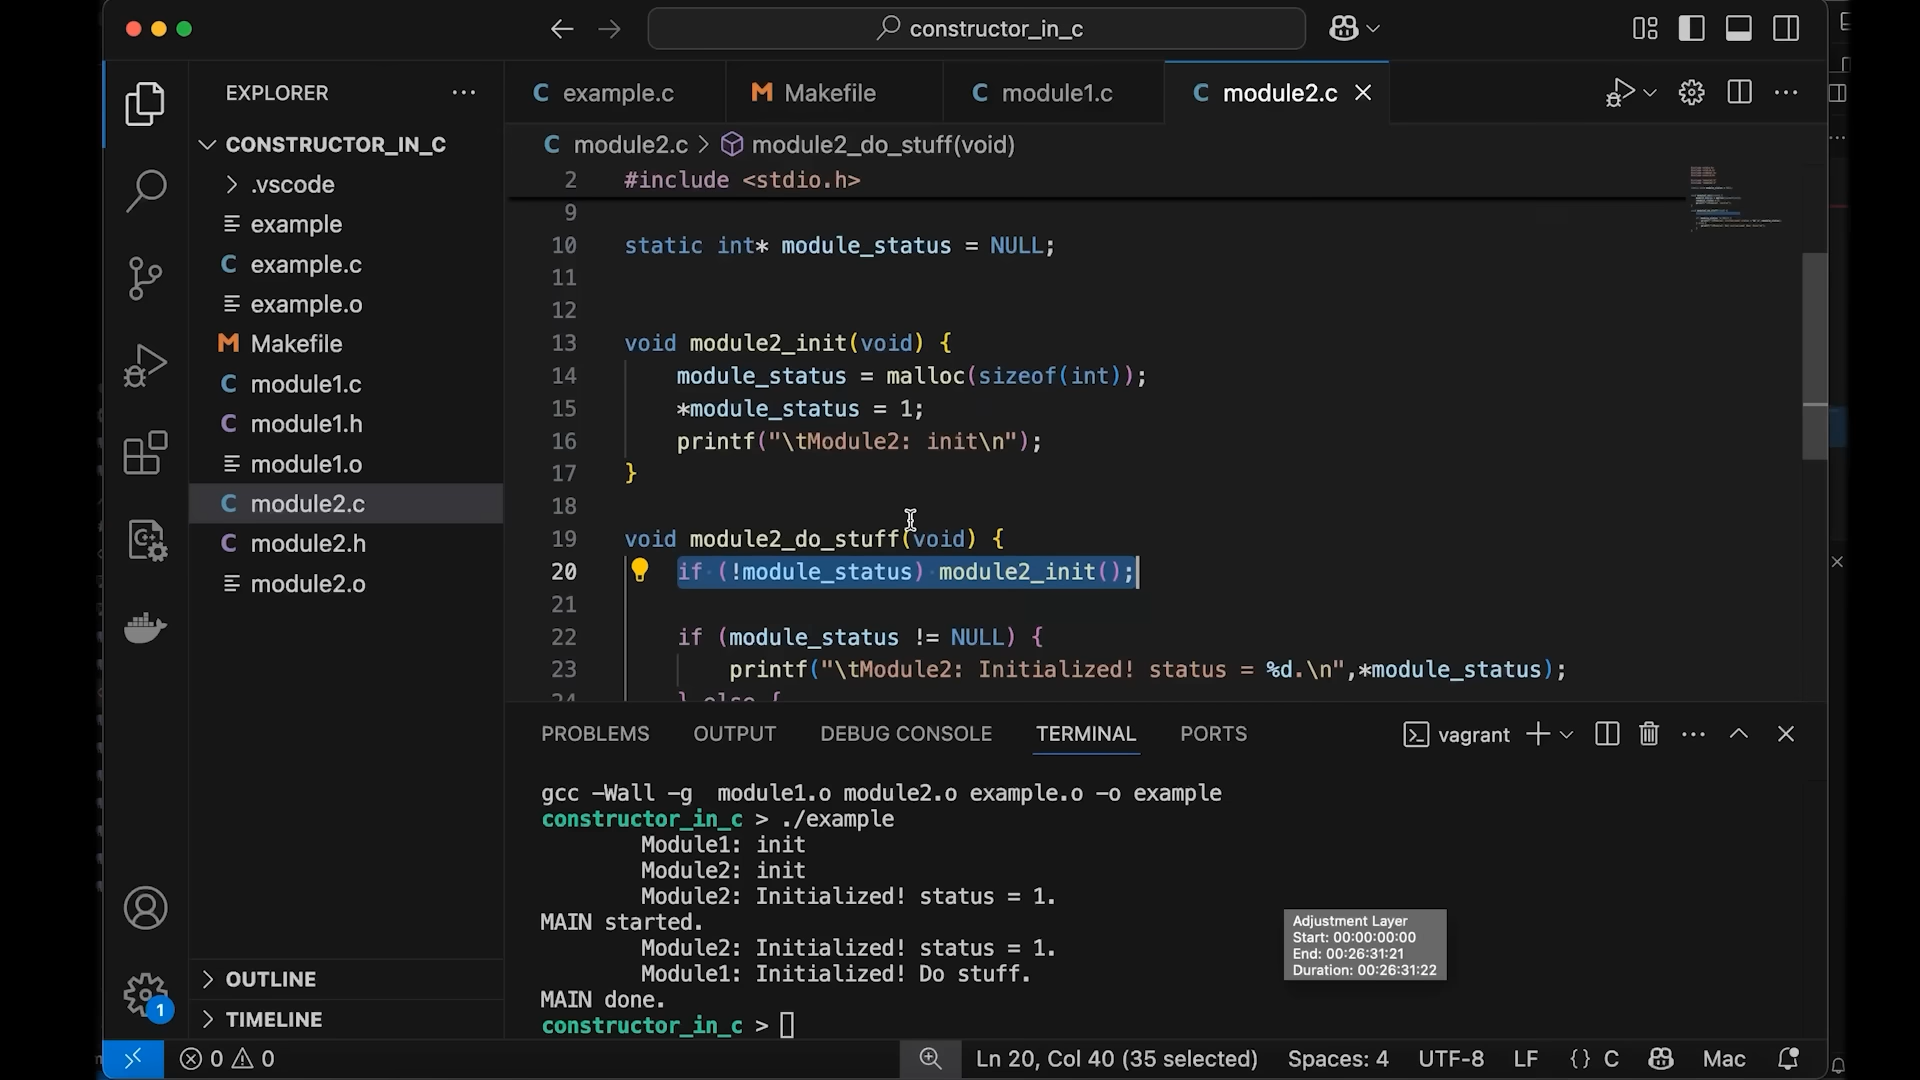 constructor_in_c
EXPLORER
CONSTRUCTOR_IN_C
.vscode
example
C example.c
example.o
M Makefile
C module1.c
C module1.h
module1.o
C module2.c
C module2.h
module2.o
OUTLINE
TIMELINE
1
C example.c
M Makefile
C module1.c
C module2.c
C module2.c > module2_do_stuff(void)
2 #include <stdio.h>
9
10 static int* module_status = NULL;
11
12
13 void module2_init(void) {
14 module_status = malloc(sizeof(int));
15 *module_status = 1;
16 printf("\tModule2: init\n");
17 }
18
19 void module2_do_stuff(void) {
20 if (!module_status) module2_init();
21
22 if (module_status != NULL) {
23 printf("\tModule2: Initialized! status = %d.\n",*module_status);
24 } else {
PROBLEMS OUTPUT DEBUG CONSOLE TERMINAL PORTS
vagrant
gcc -Wall -g module1.o module2.o example.o -o example
constructor_in_c > ./example
Module1: init
Module2: init
Module2: Initialized! status = 1.
MAIN started.
Module2: Initialized! status = 1.
Module1: Initialized! Do stuff.
MAIN done.
constructor_in_c >
Adjustment Layer
Start: 00:00:00:00
End: 00:26:31:21
Duration: 00:26:31:22
0 0
Ln 20, Col 40 (35 selected) Spaces: 4 UTF-8 LF {} C Mac